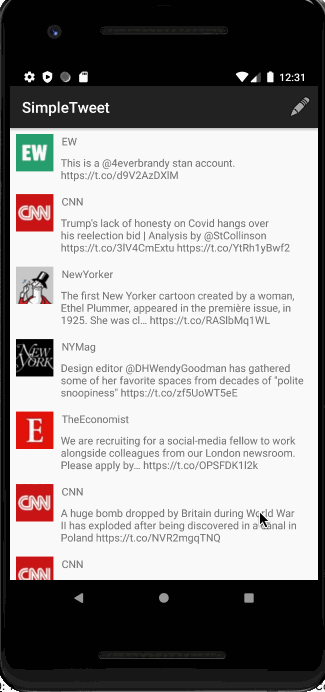 12:31
SimpleTweet
EW
EW
This is a @4everbrandy stan account.
https://t.co/d9V2AzDXlM
CNN
CNN
Trump's lack of honesty on Covid hangs over
his reelection bid | Analysis by @StCollinson
https://t.co/3lV4CmExtu https://t.co/YtRh1yBwf2
NewYorker
The first New Yorker cartoon created by a woman,
Ethel Plummer, appeared in the première issue, in
1925. She was cl… https://t.co/RASlbMq1WL
NEW YORK
NYMag
Design editor @DHWendyGoodman has gathered
some of her favorite spaces from decades of "polite
snoopiness" https://t.co/zf5UoWT5eE
E
TheEconomist
We are recruiting for a social-media fellow to work
alongside colleagues from our London newsroom.
Please apply by… https://t.co/OPSFDK1l2k
CNN
CNN
A huge bomb dropped by Britain during World War
II has exploded after being discovered in a canal in
Poland https://t.co/NVR2mgqTNQ
CNN
CNN